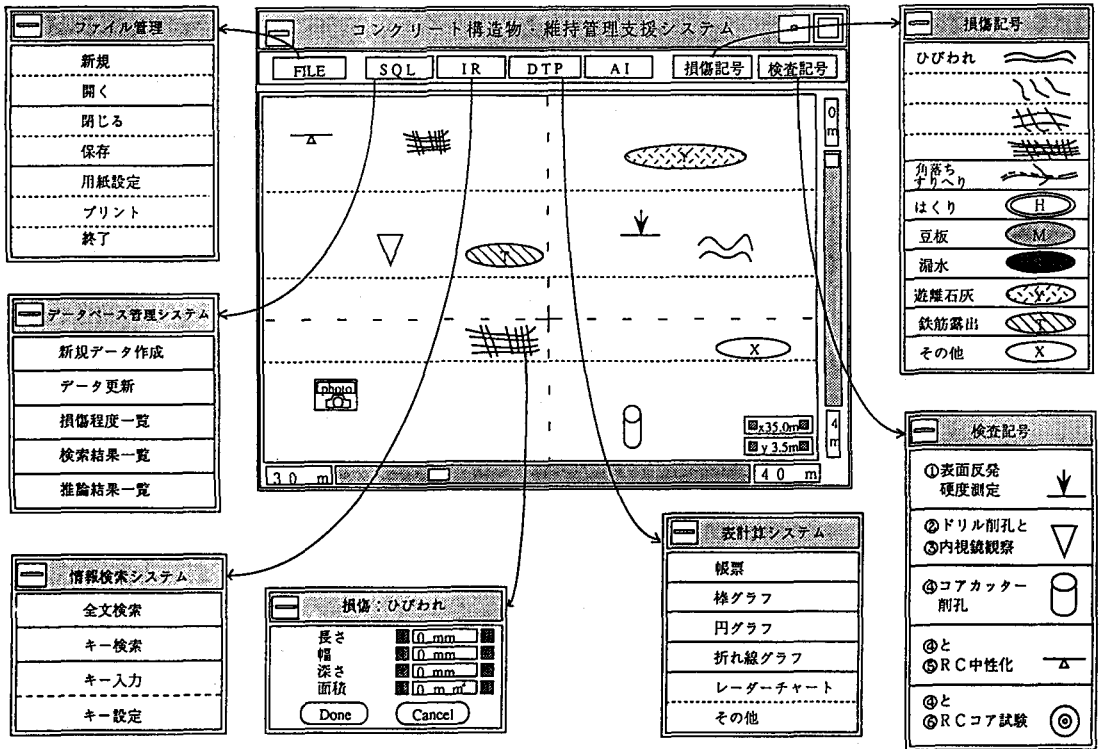 ファイル管理
新規
開く
閉じる
保存
用紙設定
プリント
終了
コンクリート構造物:維持管理支援システム
FILE
SQL
IR
DTP
AI
損傷記号
検査記号
Y
T
X
photo
0
m
4
m
x35.0m
y 3.5m
30 m
40 m
損傷記号
ひびわれ
角落ち
すりへり
はくり
H
豆板
M
漏水
遊離石灰
Y
鉄筋露出
T
その他
X
データベース管理システム
新規データ作成
データ更新
損傷程度一覧
検索結果一覧
推論結果一覧
情報検索システム
全文検索
キー検索
キー入力
キー設定
損傷:ひびわれ
長さ 0 mm
幅 0 mm
深さ 0 mm
面積 0 m m²
Done
Cancel
表計算システム
帳票
棒グラフ
円グラフ
折れ線グラフ
レーダーチャート
その他
検査記号
①表面反発
硬度測定
②ドリル削孔と
③内視鏡観察
④コアカッター
削孔
④と
⑤RC中性化
④と
⑥RCコア試験